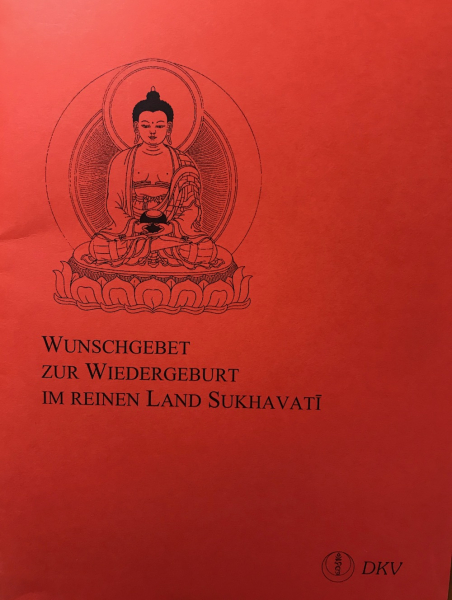 WUNSCHGEBET
ZUR WIEDERGEBURT
IM REINEN LAND SUKHAVATĪ
DKV